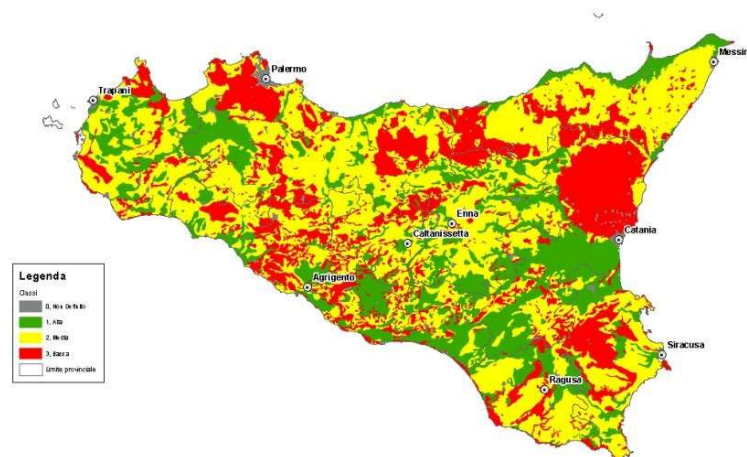 Messin
Palermo
Trapani
Enna
Caltanissetta
Catania
Agrigento
Siracusa
Ragusa
Legenda
Classi
0, Non Definito
1, Alta
2, Media
3, Bassa
Limite provinciale